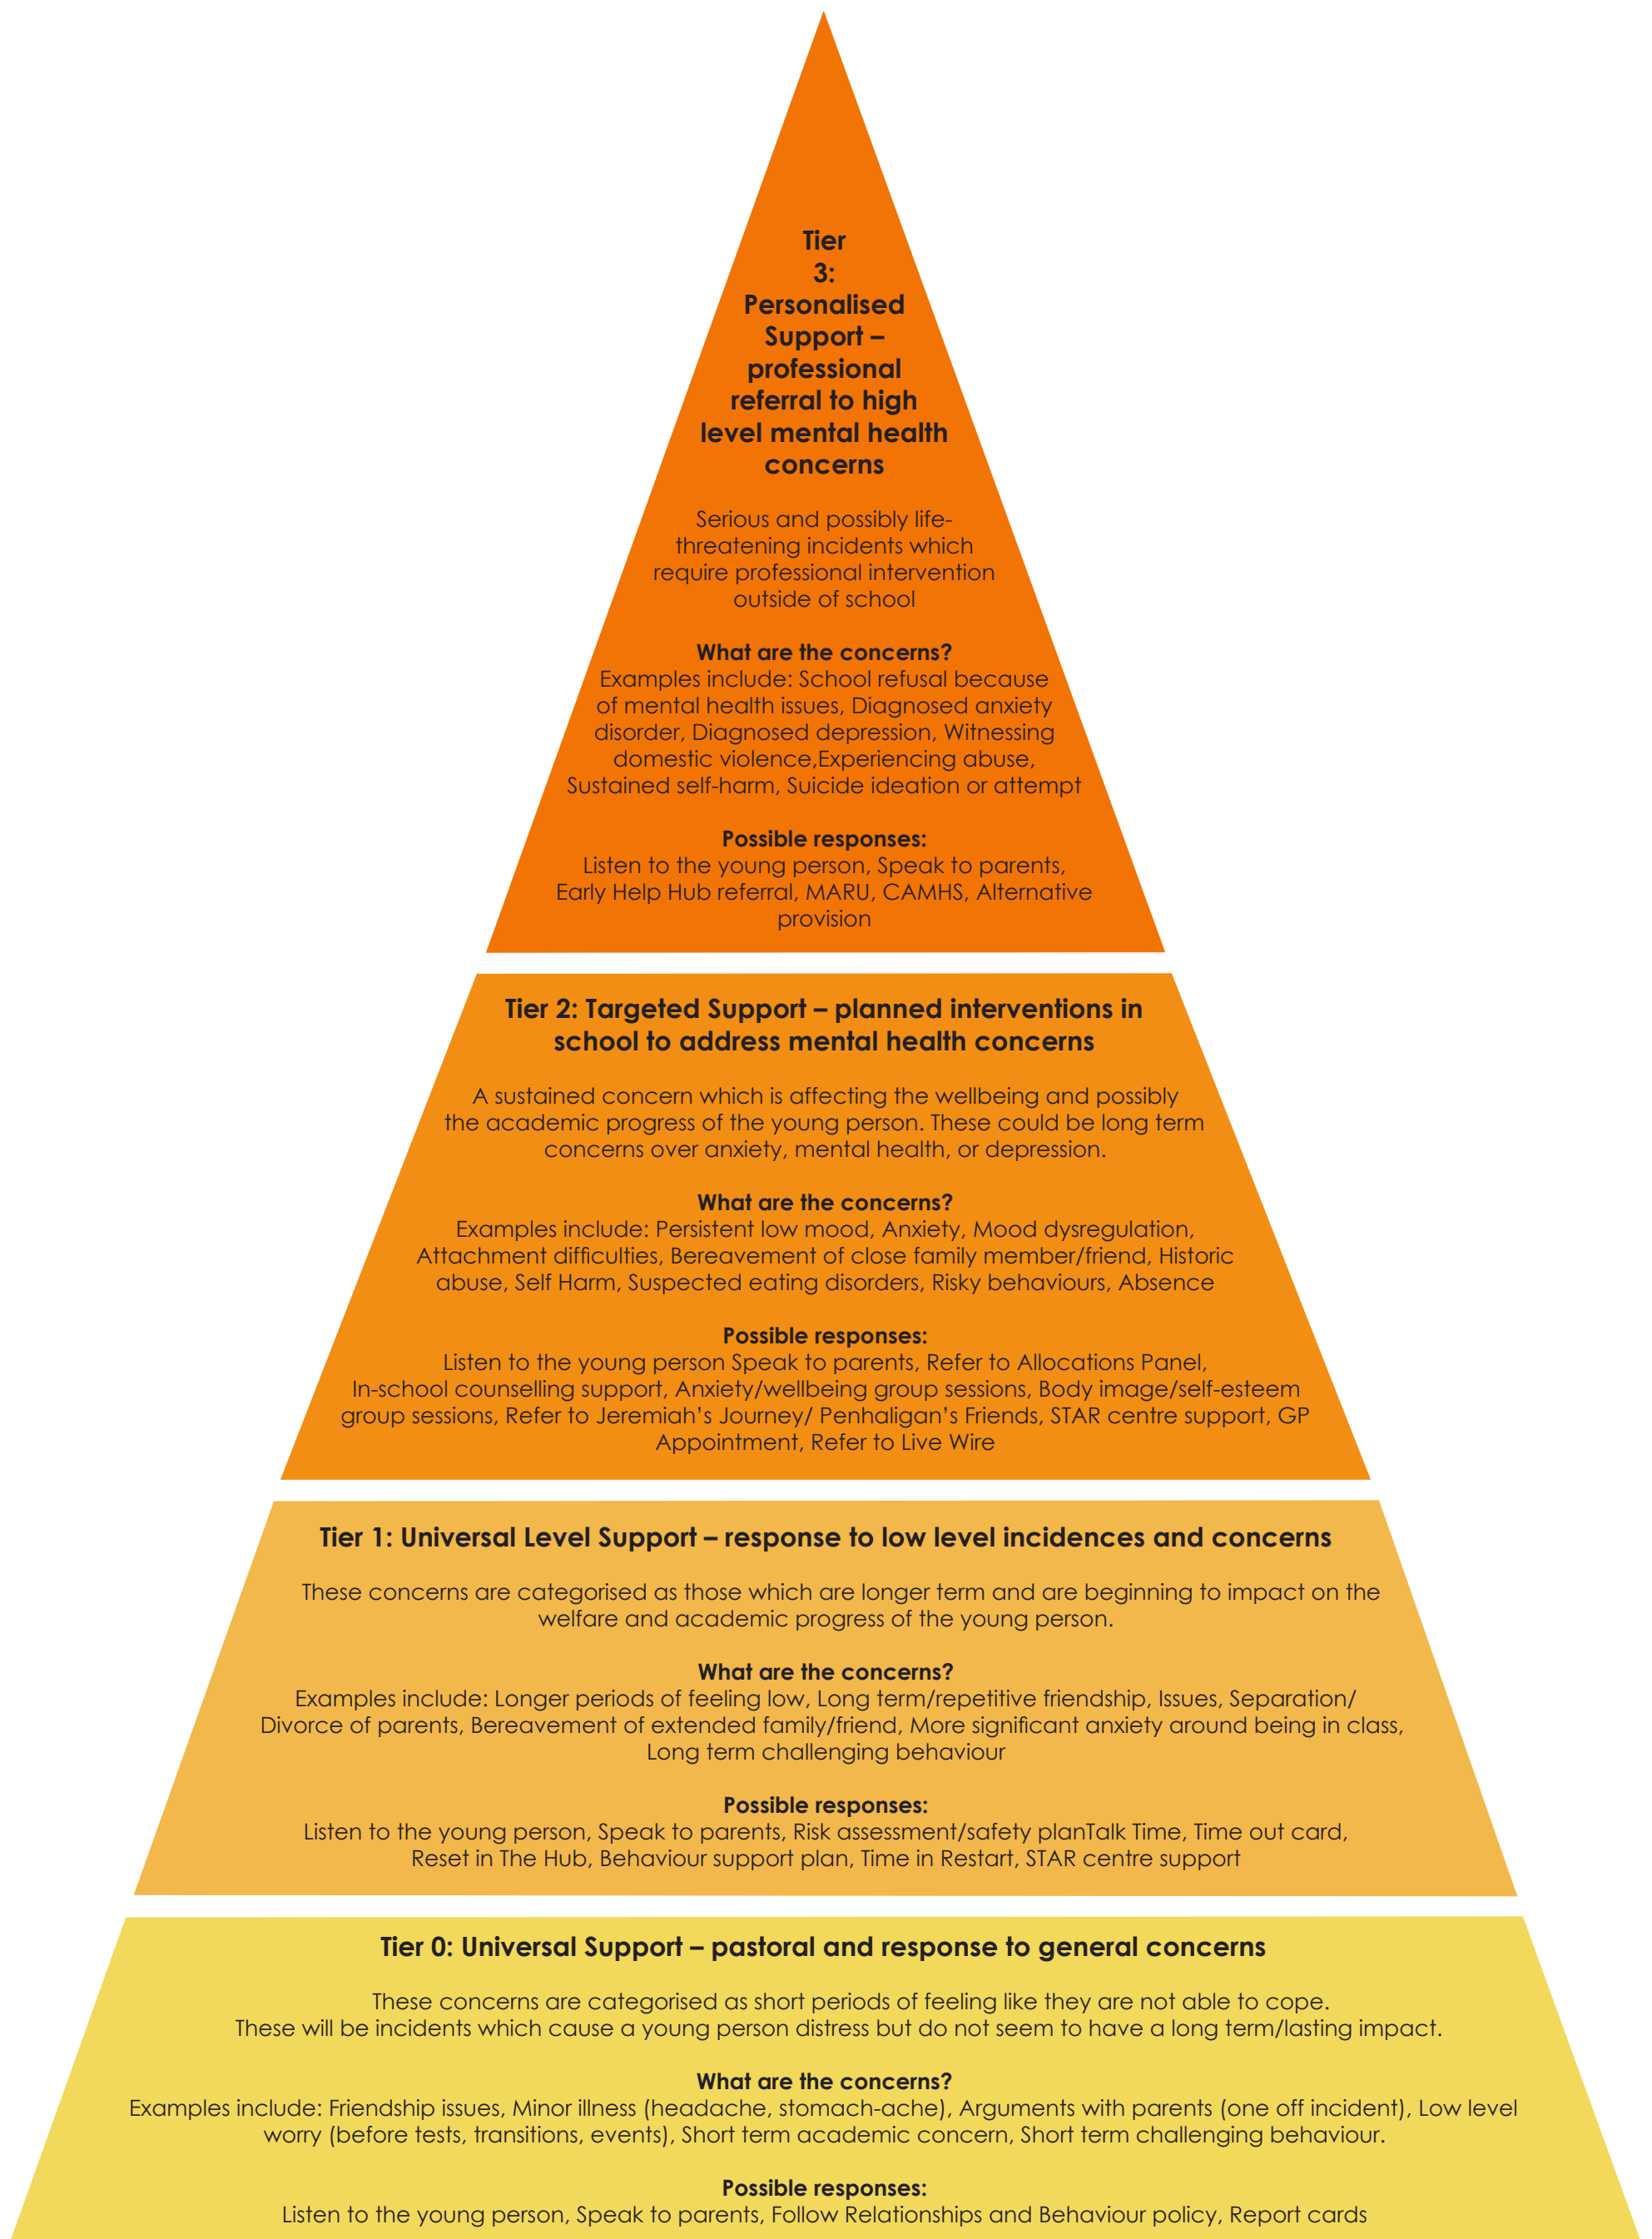 Tier
3:
Personalised
Support –
professional
referral to high
level mental health
concerns
Serious and possibly life-
threatening incidents which
require professional intervention
outside of school
What are the concerns?
Examples include: School refusal because
of mental health issues, Diagnosed anxiety
disorder, Diagnosed depression, Witnessing
domestic violence,Experiencing abuse,
Sustained self-harm, Suicide ideation or attempt
Possible responses:
Listen to the young person, Speak to parents,
Early Help Hub referral, MARU, CAMHS, Alternative
provision
Tier 2: Targeted Support – planned interventions in
school to address mental health concerns
A sustained concern which is affecting the wellbeing and possibly
the academic progress of the young person. These could be long term
concerns over anxiety, mental health, or depression.
What are the concerns?
Examples include: Persistent low mood, Anxiety, Mood dysregulation,
Attachment difficulties, Bereavement of close family member/friend, Historic
abuse, Self Harm, Suspected eating disorders, Risky behaviours, Absence
Possible responses:
Listen to the young person Speak to parents, Refer to Allocations Panel,
In-school counselling support, Anxiety/wellbeing group sessions, Body image/self-esteem
group sessions, Refer to Jeremiah's Journey/ Penhaligan's Friends, STAR centre support, GP
Appointment, Refer to Live Wire
Tier 1: Universal Level Support – response to low level incidences and concerns
These concerns are categorised as those which are longer term and are beginning to impact on the
welfare and academic progress of the young person.
What are the concerns?
Examples include: Longer periods of feeling low, Long term/repetitive friendship, Issues, Separation/
Divorce of parents, Bereavement of extended family/friend, More significant anxiety around being in class,
Long term challenging behaviour
Possible responses:
Listen to the young person, Speak to parents, Risk assessment/safety planTalk Time, Time out card,
Reset in The Hub, Behaviour support plan, Time in Restart, STAR centre support
Tier 0: Universal Support – pastoral and response to general concerns
These concerns are categorised as short periods of feeling like they are not able to cope.
These will be incidents which cause a young person distress but do not seem to have a long term/lasting impact.
What are the concerns?
Examples include: Friendship issues, Minor illness (headache, stomach-ache), Arguments with parents (one off incident), Low level
worry (before tests, transitions, events), Short term academic concern, Short term challenging behaviour.
Possible responses:
Listen to the young person, Speak to parents, Follow Relationships and Behaviour policy, Report cards